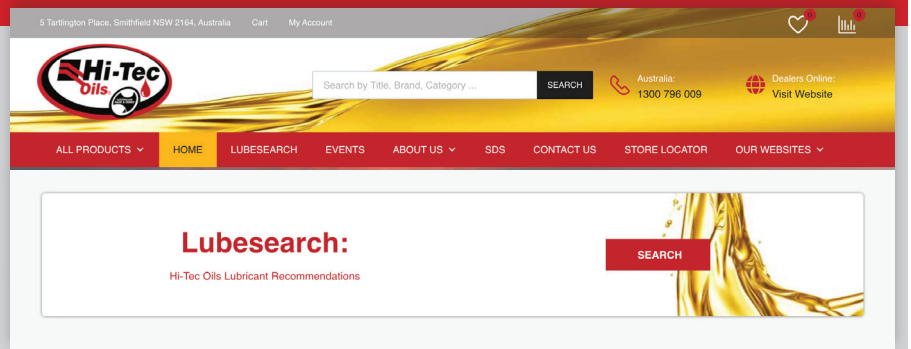 5 Tartlington Place, Smithfield NSW 2164, Australia Cart My Account
0 0
Hi-Tec
Oils
Search by Title, Brand, Category ... SEARCH
Australia:
1300 796 009
Dealers Online:
Visit Website
ALL PRODUCTS HOME LUBESEARCH EVENTS ABOUT US SDS CONTACT US STORE LOCATOR OUR WEBSITES
Lubesearch:
Hi-Tec Oils Lubricant Recommendations
SEARCH